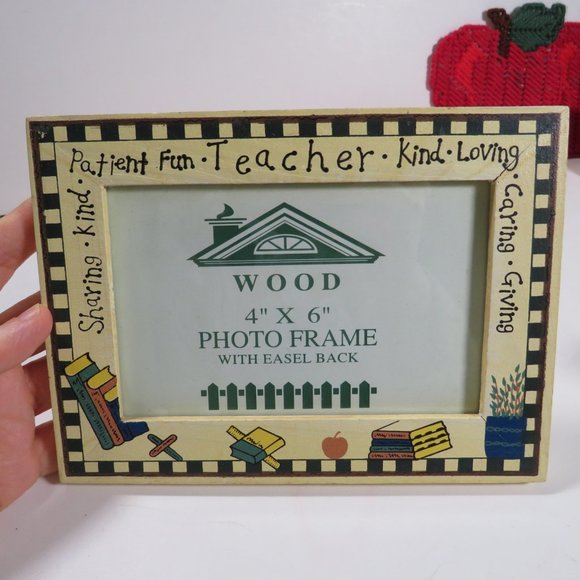 Sharing · Kind ·
Patient Fun · Teacher · Kind · Loving
· Caring · Giving
WOOD
4" X 6"
PHOTO FRAME
WITH EASEL BACK